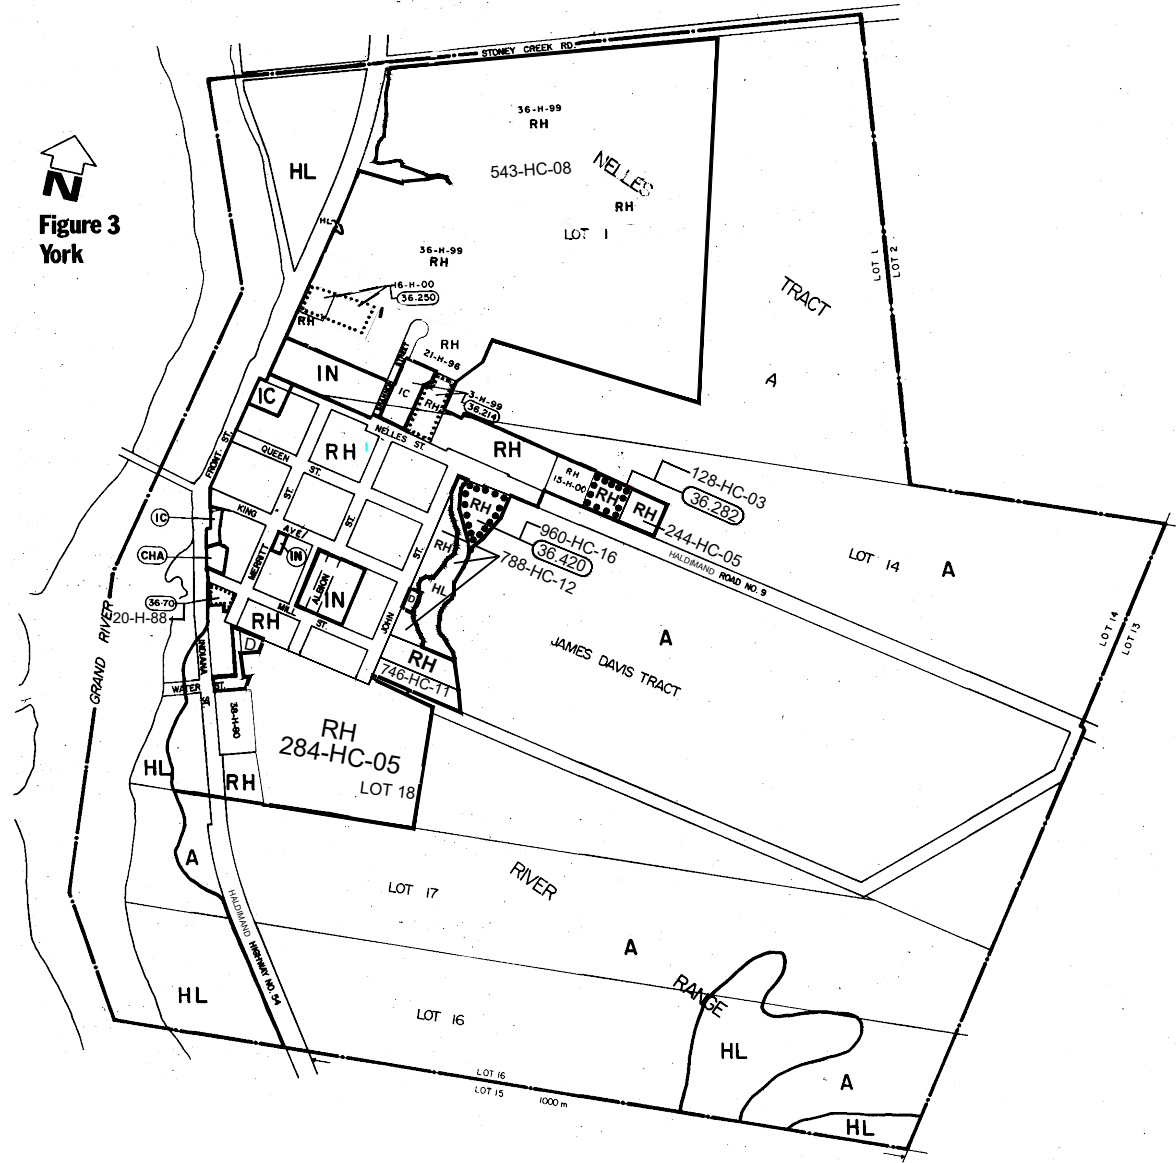 STONEY CREEK RD.
36-H-99
RH
543-HC-08
NELLES
RH
LOT 1
HL
N
Figure 3
York
HL
36-H-99
RH
LOT 1
LOT 2
TRACT
A
16-H-00
36.250
RH
RH
21-H-96
STREET
IN
IC
IC
RH
3-H-99
36.214
NELLES ST.
FRONT ST.
QUEEN
ST.
RH
RH
RH
15-H-00
RH
RH
128-HC-03
36.282
244-HC-05
HALDIMAND ROAD NO. 9
LOT 14
A
LOT 14
LOT 13
IC
KING
AVE
ST.
ST.
ST.
RH
960-HC-16
36.420
788-HC-12
RH
HL
CHA
MERRITT
IN
ALBION
IN
D
36-70
20-H-88
MILL
ST.
RH
JOHN
D
RH
746-HC-11
A
JAMES DAVIS TRACT
GRAND RIVER
INDIANA
ST.
WATER ST.
38-H-80
RH
284-HC-05
LOT 18
HL
RH
A
RIVER
LOT 17
A
RANGE
HALDIMAND HIGHWAY NO. 54
HL
LOT 16
HL
A
HL
LOT 16
LOT 15
1000 m